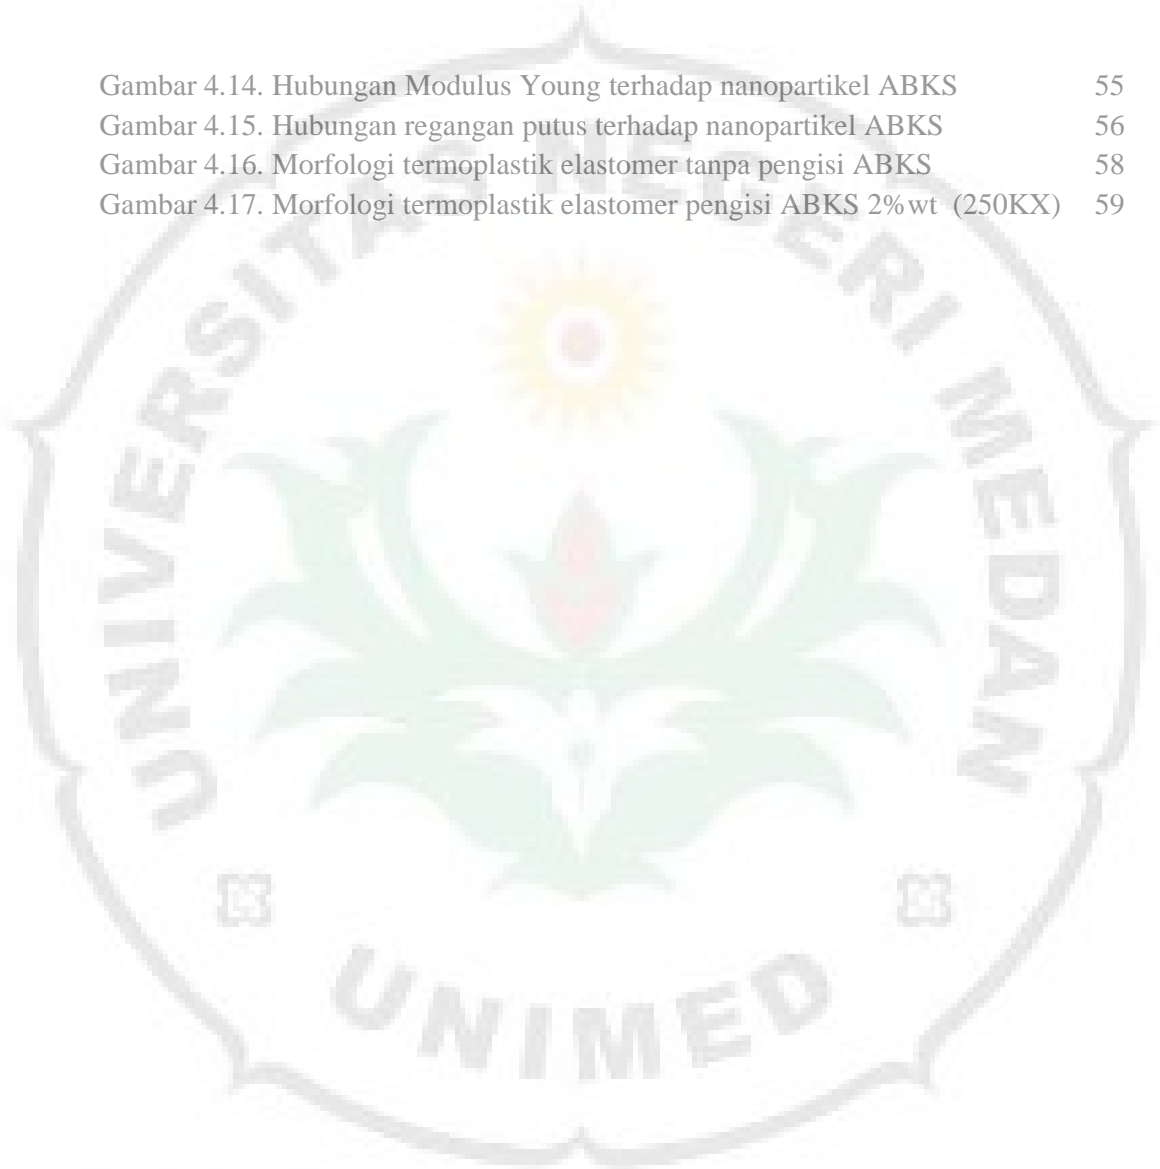 Gambar 4.14. Hubungan Modulus Young terhadap nanopartikel ABKS 55
Gambar 4.15. Hubungan regangan putus terhadap nanopartikel ABKS 56
Gambar 4.16. Morfologi termoplastik elastomer tanpa pengisi ABKS 58
Gambar 4.17. Morfologi termoplastik elastomer pengisi ABKS 2%wt (250KX) 59
UNIVERSITAS NEGERI MEDAN
UNIMED